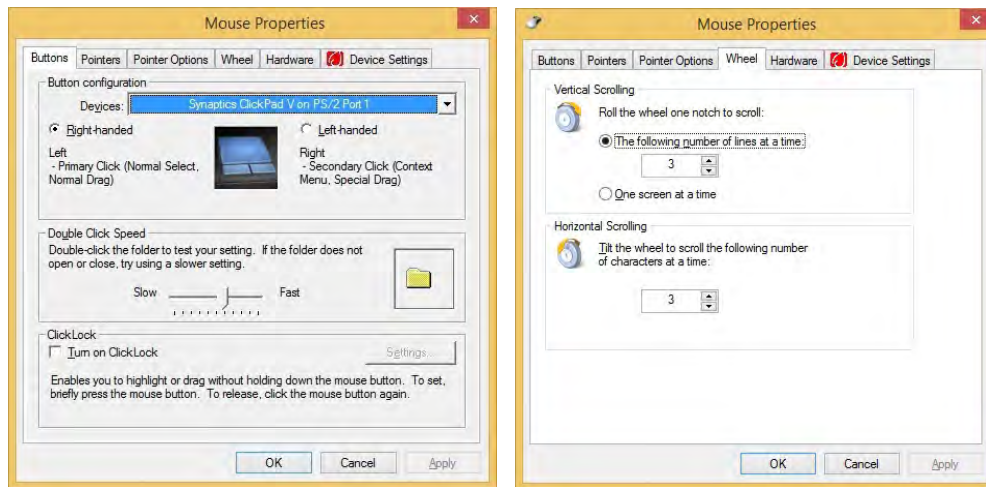 Mouse Properties
Buttons Pointers Pointer Options Wheel Hardware Device Settings
Button configuration
Devices: Synaptics ClickPad V on PS/2 Port 1
Right-handed Left-handed
Left
- Primary Click (Normal Select,
Normal Drag)
Right
- Secondary Click (Context
Menu, Special Drag)
Double Click Speed
Double-click the folder to test your setting. If the folder does not
open or close, try using a slower setting.
Slow Fast
ClickLock
Turn on ClickLock Settings...
Enables you to highlight or drag without holding down the mouse button. To set,
briefly press the mouse button. To release, click the mouse button again.
OK Cancel Apply
Mouse Properties
Buttons Pointers Pointer Options Wheel Hardware Device Settings
Vertical Scrolling
Roll the wheel one notch to scroll:
The following number of lines at a time:
3
One screen at a time
Horizontal Scrolling
Tilt the wheel to scroll the following number
of characters at a time:
3
OK Cancel Apply